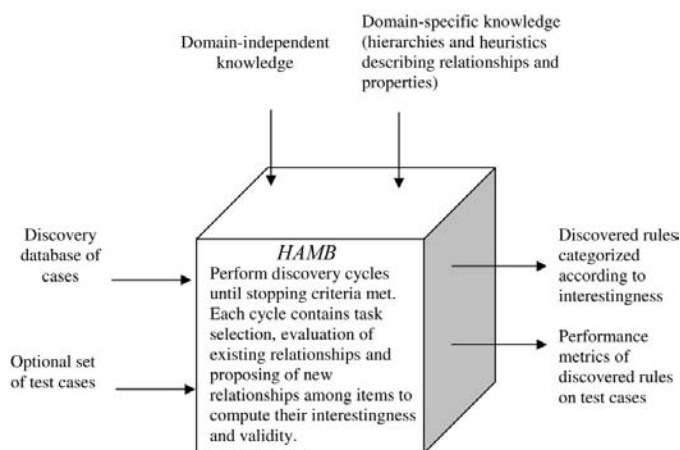 Domain-independent
knowledge
Domain-specific knowledge
(hierarchies and heuristics
describing relationships and
properties)
Discovery
database of
cases
Optional set
of test cases
HAMB
Perform discovery cycles
until stopping criteria met.
Each cycle contains task
selection, evaluation of
existing relationships and
proposing of new
relationships among items to
compute their interestingness
and validity.
Discovered rules
categorized
according to
interestingness
Performance
metrics of
discovered rules
on test cases